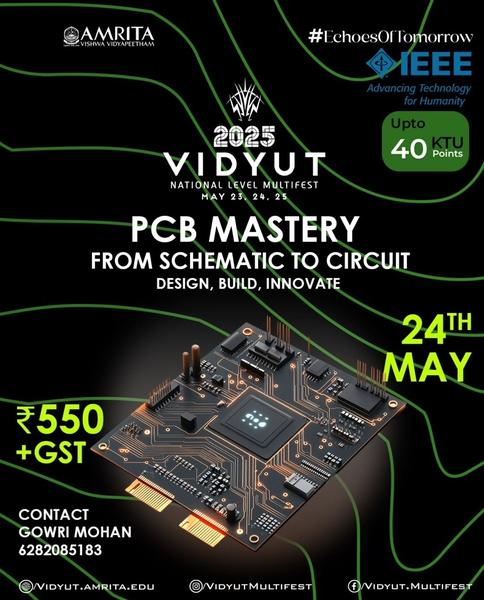 AMRITA
VISHWA VIDYAPEETHAM
#EchoesOfTomorrow
IEEE
Advancing Technology
for Humanity
Upto
40 KTU
Points
2025
VIDYUT
NATIONAL LEVEL MULTIFEST
MAY 23, 24, 25
PCB MASTERY
FROM SCHEMATIC TO CIRCUIT
DESIGN, BUILD, INNOVATE
24TH
MAY
₹550
+GST
CONTACT
GOWRI MOHAN
6282085183
VIDYUT.AMRITA.EDU
VIDYUTMULTIFEST
VIDYUT.MULTIFEST